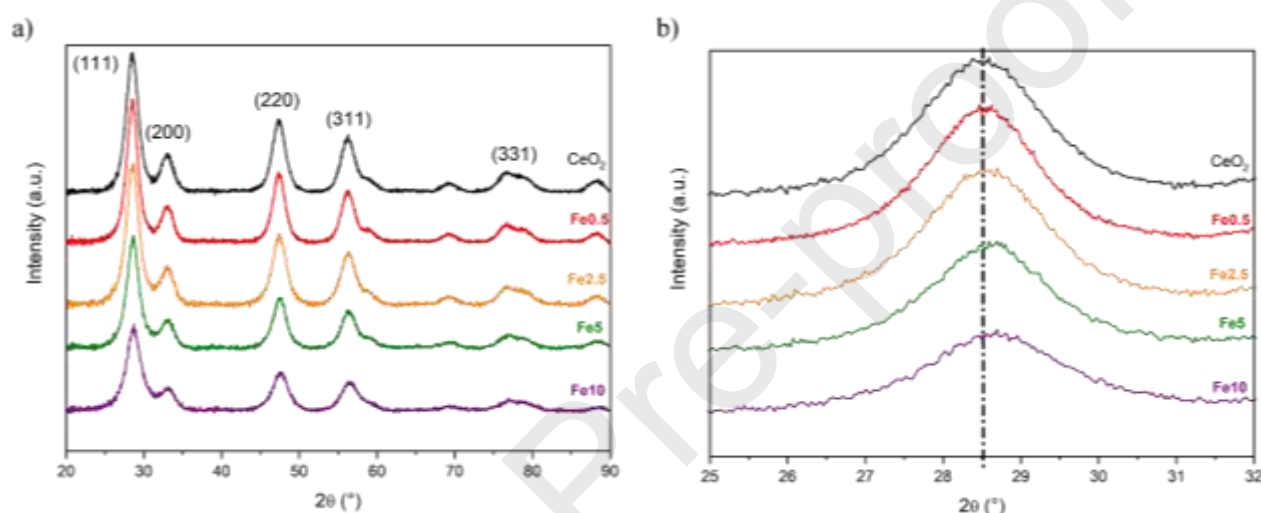 a)
(111)
(200)
(220)
(311)
(331)
CeO₂
Fe0.5
Fe2.5
Fe5
Fe10
Intensity (a.u.)
20 30 40 50 60 70 80 90
2θ (°)
b)
CeO₂
Fe0.5
Fe2.5
Fe5
Fe10
Intensity (a.u.)
25 26 27 28 29 30 31 32
2θ (°)
Pre-proo